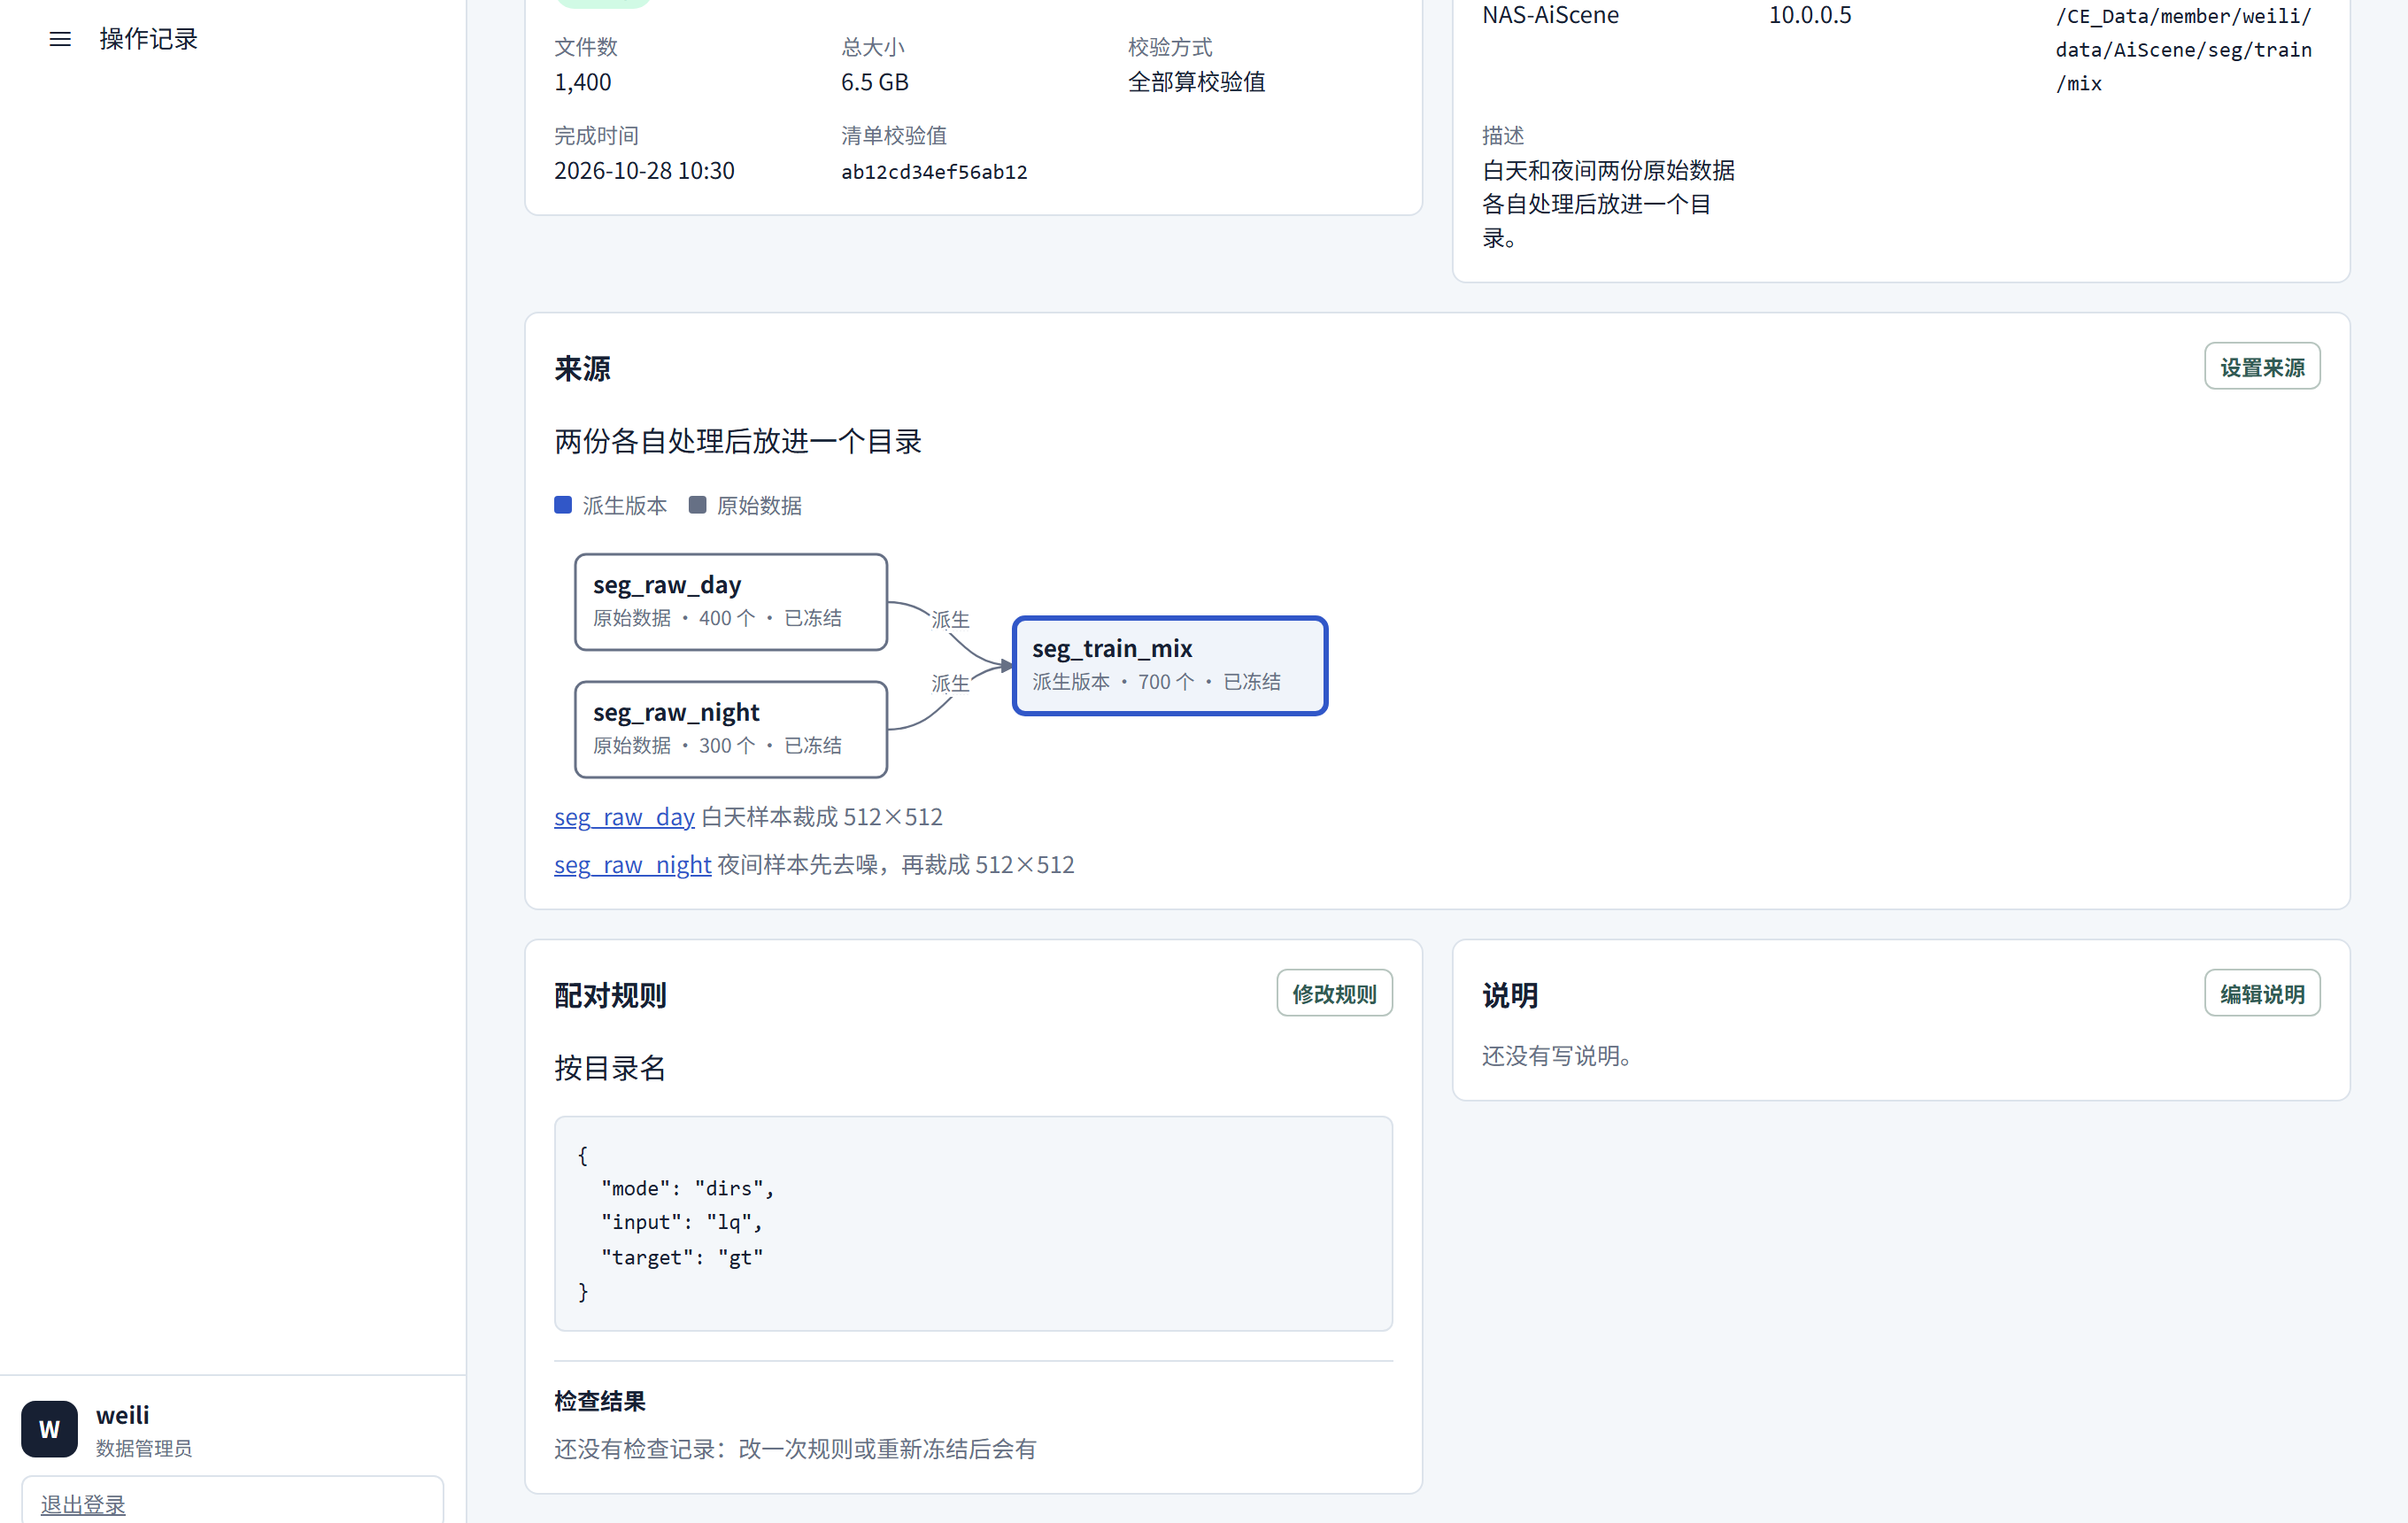 操作记录
文件数
总大小
校验方式
1,400
6.5 GB
全部算校验值
完成时间
清单校验值
2026-10-28 10:30
ab12cd34ef56ab12
NAS-AiScene
10.0.0.5
/CE_Data/member/weili/
data/AiScene/seg/train
/mix
描述
白天和夜间两份原始数据
各自处理后放进一个目
录。
来源
设置来源
两份各自处理后放进一个目录
派生版本
原始数据
seg_raw_day
原始数据 • 400 个 • 已冻结
派生
seg_train_mix
派生版本 • 700 个 • 已冻结
派生
seg_raw_night
原始数据 • 300 个 • 已冻结
seg_raw_day 白天样本裁成 512×512
seg_raw_night 夜间样本先去噪，再裁成 512×512
配对规则
修改规则
按目录名
{
"mode": "dirs",
"input": "lq",
"target": "gt"
}
检查结果
还没有检查记录：改一次规则或重新冻结后会有
说明
编辑说明
还没有写说明。
W
weili
数据管理员
退出登录